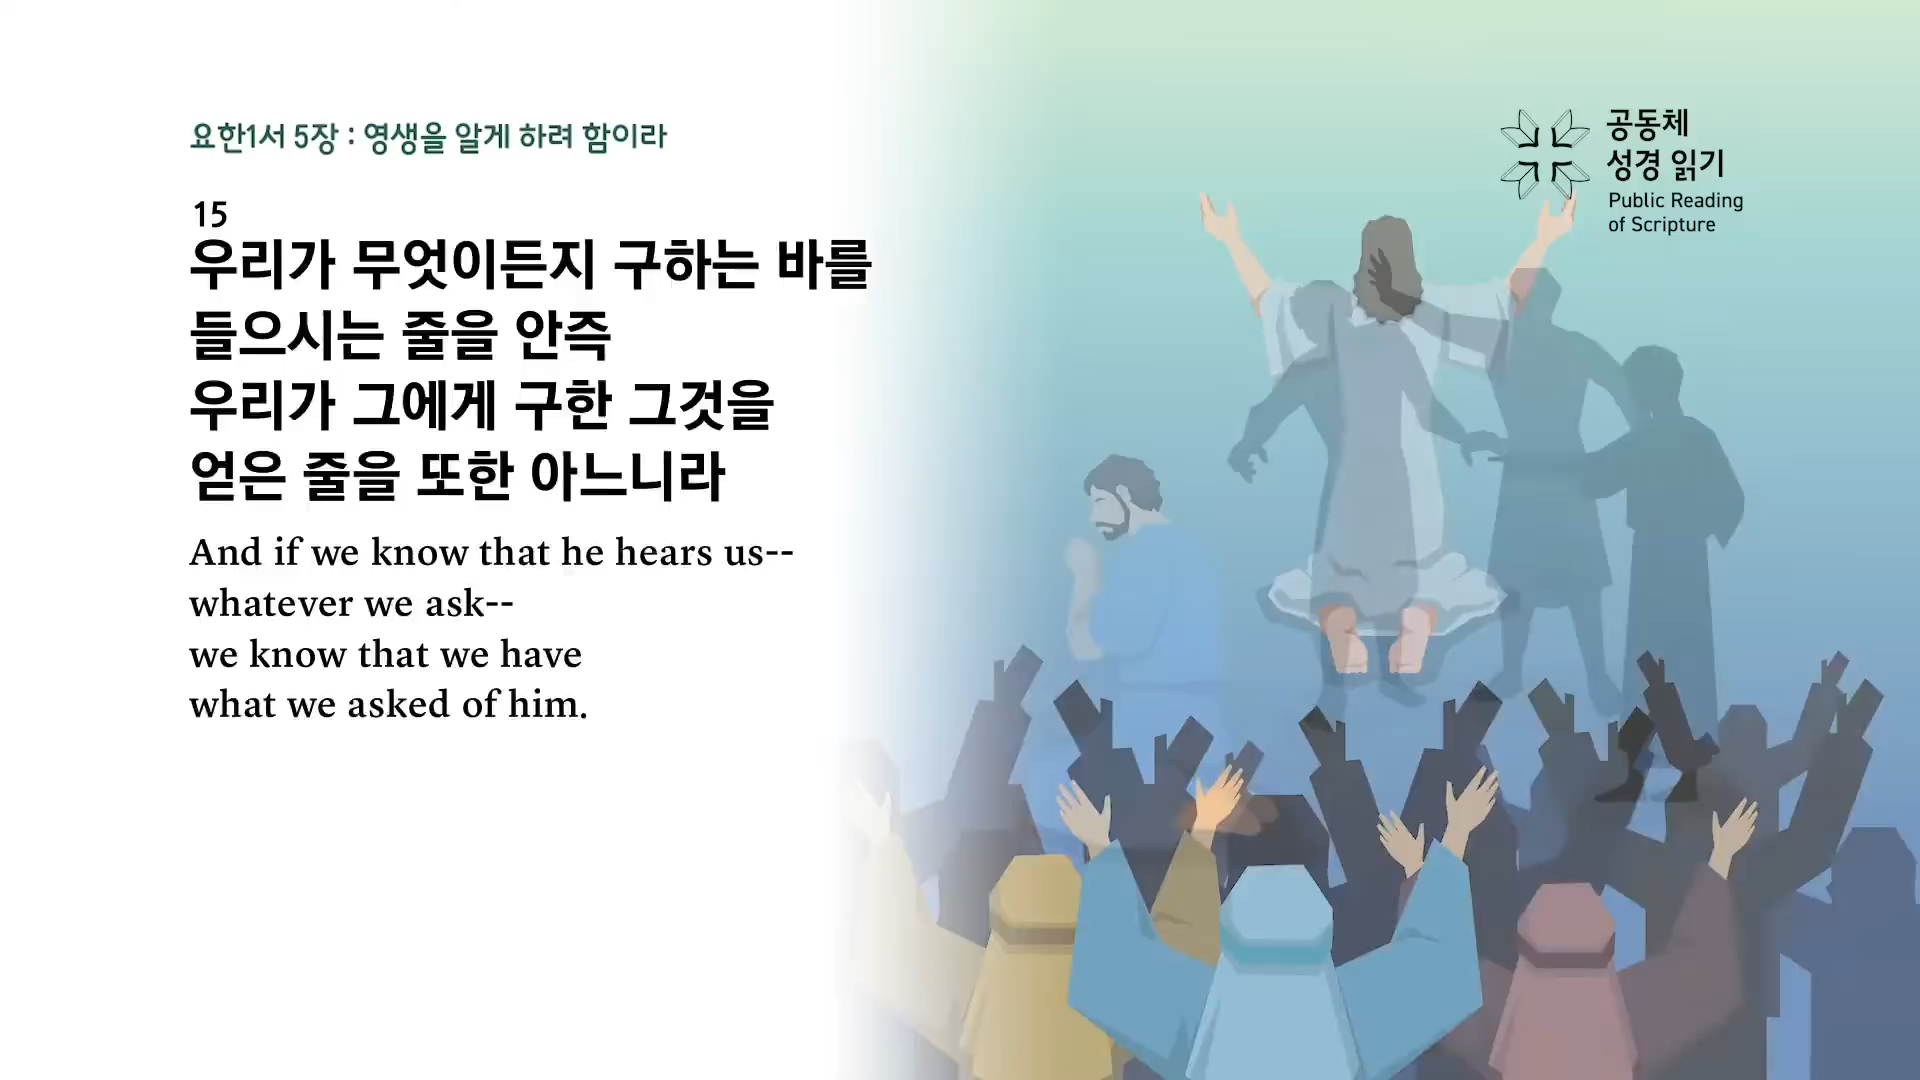 요한1서 5장 : 영생을 알게 하려 함이라
15
우리가 무엇이든지 구하는 바를
들으시는 줄을 안즉
우리가 그에게 구한 그것을
얻은 줄을 또한 아느니라
And if we know that he hears us--
whatever we ask--
we know that we have
what we asked of him.
공동체
성경 읽기
Public Reading
of Scripture